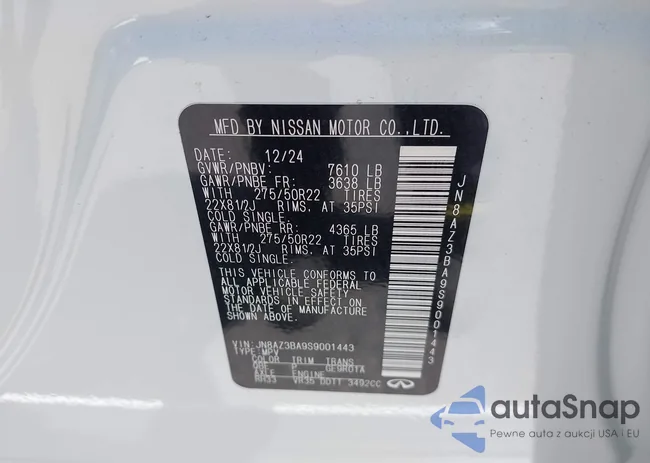 MFD BY NISSAN MOTOR CO.,LTD.
DATE: 12/24
GVWR/PNBV: 7610 LB
GAWR/PNBE FR: 3638 LB
WITH 275/50R22 TIRES
22X81/2J RIMS. AT 35PSI
COLD SINGLE.
GAWR/PNBE RR: 4365 LB
WITH 275/50R22 TIRES
22X81/2J RIMS. AT 35PSI
COLD SINGLE.
THIS VEHICLE CONFORMS TO
ALL APPLICABLE FEDERAL
MOTOR VEHICLE SAFETY
STANDARDS IN EFFECT ON
THE DATE OF MANUFACTURE
SHOWN ABOVE.
VIN: JN8AZ3BA9S9001443
TYPE: MPV
COLOR TRIM TRANS
QBE P GE9R01A
AXLE ENGINE
VR35 DDTT 3492CC
INFINITI
JN8AZ3BA9S9001443
autaSnap
Pewne auta z aukcji USA i EU